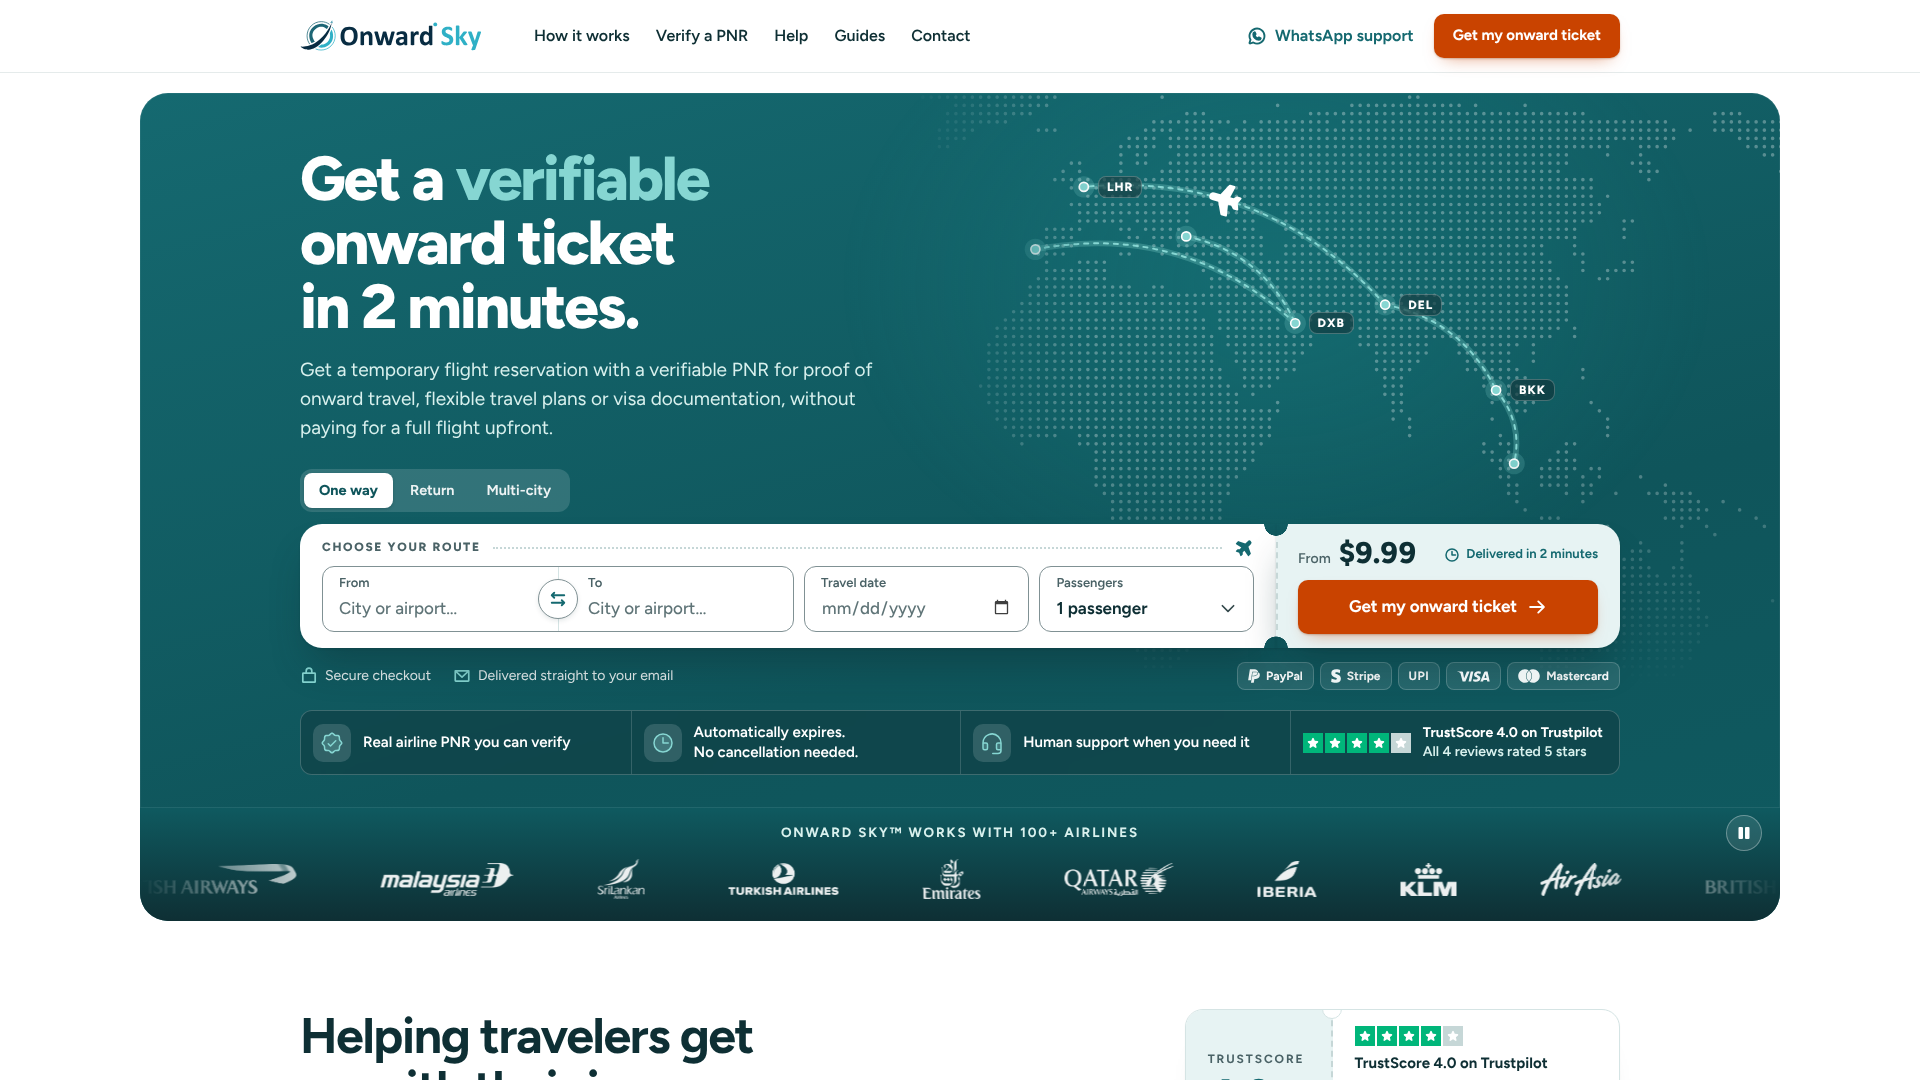 Onward Sky
How it works
Verify a PNR
Help
Guides
Contact
WhatsApp support
Get my onward ticket
Get a verifiable
onward ticket
in 2 minutes.
Get a temporary flight reservation with a verifiable PNR for proof of
onward travel, flexible travel plans or visa documentation, without
paying for a full flight upfront.
LHR
DXB
DEL
BKK
One way
Return
Multi-city
CHOOSE YOUR ROUTE
From
City or airport...
To
City or airport...
Travel date
mm/dd/yyyy
Passengers
1 passenger
From $9.99
Delivered in 2 minutes
Get my onward ticket
Secure checkout
Delivered straight to your email
PayPal
Stripe
UPI
VISA
Mastercard
Real airline PNR you can verify
Automatically expires.
No cancellation needed.
Human support when you need it
TrustScore 4.0 on Trustpilot
All 4 reviews rated 5 stars
ONWARD SKY™ WORKS WITH 100+ AIRLINES
ISH AIRWAYS
malaysia
airlines
SriLankan
Airlines
TURKISH AIRLINES
Emirates
QATAR
AIRWAYS القطرية
IBERIA
KLM
AirAsia
BRITISH
Helping travelers get
TRUSTSCORE
TrustScore 4.0 on Trustpilot